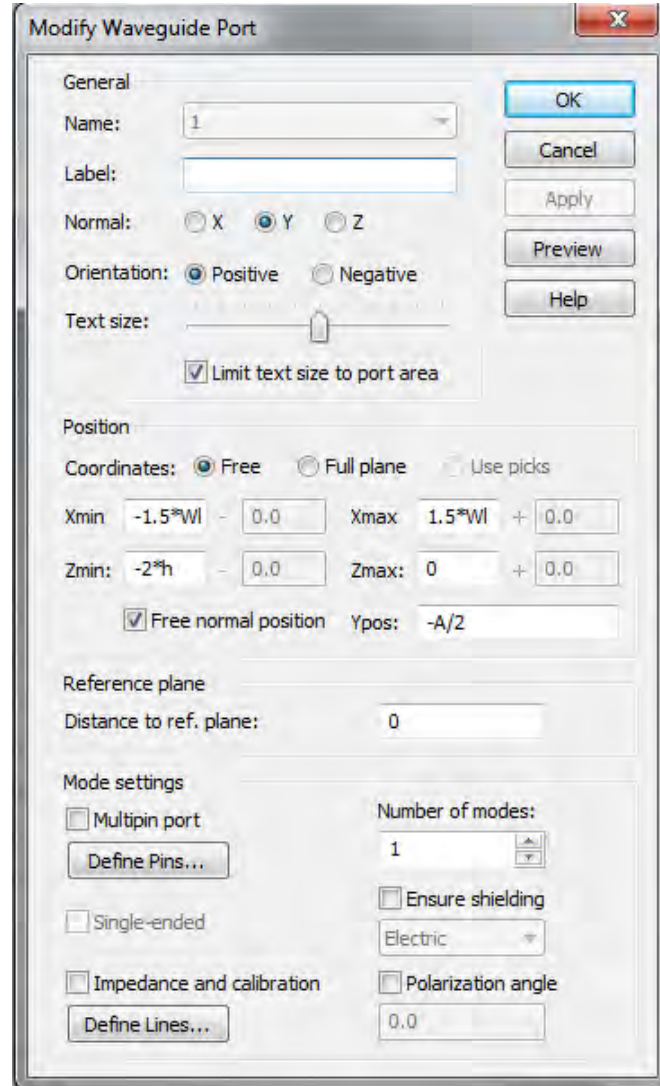 Modify Waveguide Port
General
OK
Name: 1
Cancel
Label:
Apply
Normal: X Y Z
Preview
Orientation: Positive Negative
Help
Text size:
Limit text size to port area
Position
Coordinates: Free Full plane Use picks
Xmin -1.5*Wl - 0.0 Xmax 1.5*Wl + 0.0
Zmin: -2*h - 0.0 Zmax: 0 + 0.0
Free normal position Ypos: -A/2
Reference plane
Distance to ref. plane: 0
Mode settings
Multipin port Number of modes:
Define Pins... 1
Ensure shielding
Single-ended Electric
Impedance and calibration Polarization angle
Define Lines... 0.0